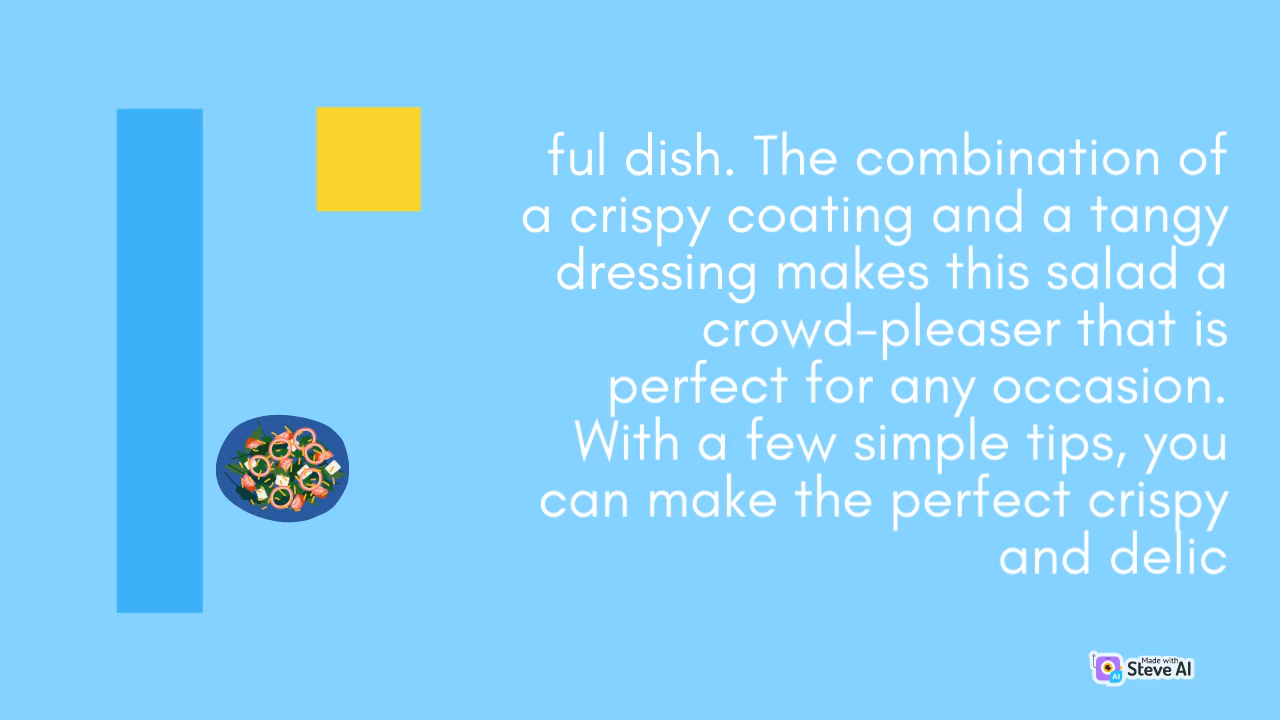 ful dish. The combination of
a crispy coating and a tangy
dressing makes this salad a
crowd-pleaser that is
perfect for any occasion.
With a few simple tips, you
can make the perfect crispy
and delic
Made with
Steve AI
AI